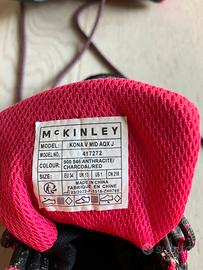 McKINLEY
MODEL: KONA V MID AQX J
MODEL NO.: 417272
COLOUR: 900 846 ANTHRACITE/
CHARCOAL/RED
SIZE: EU 34 UK 1.5 US 1 CN 216
MADE IN CHINA
FABRIQUE EN CHINE